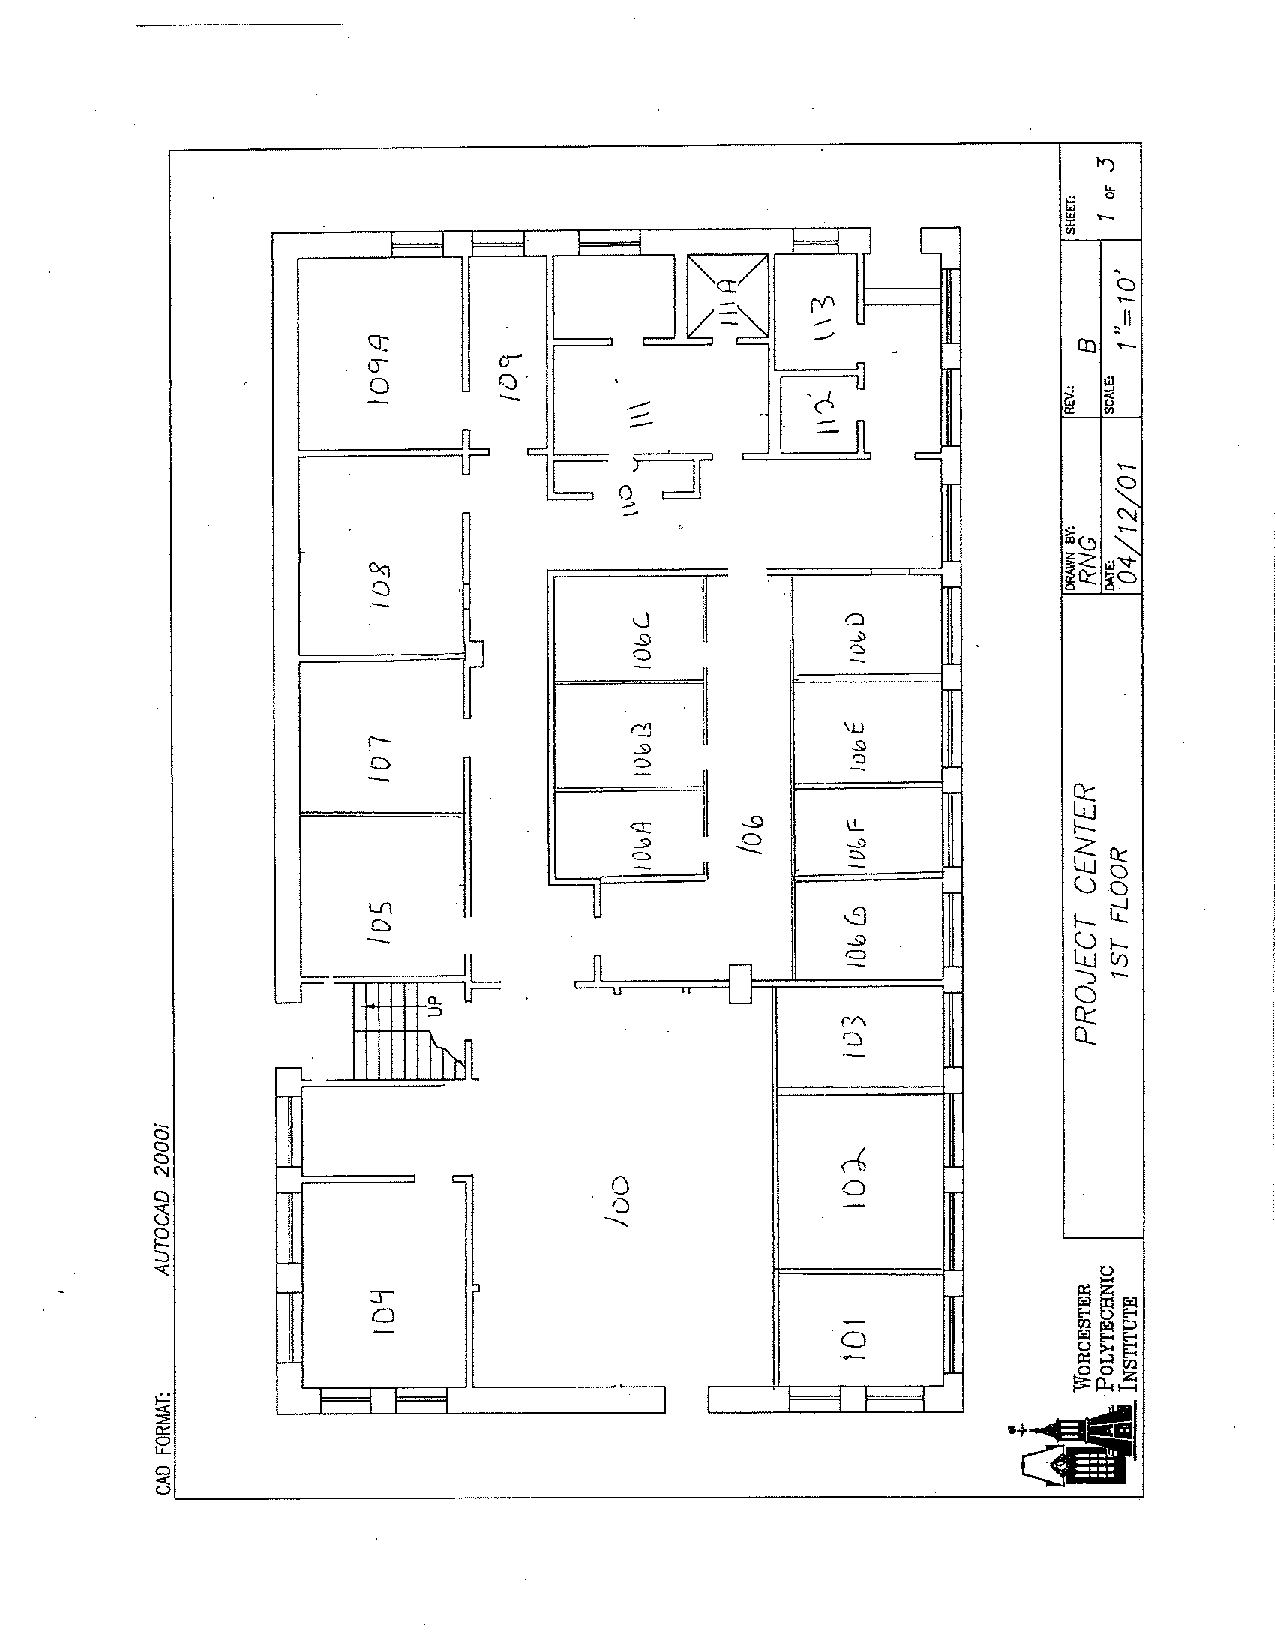 CAD FORMAT: AUTOCAD 2000i
104
105
107
108
109A
109
UP
100
106A
106B
106C
110
111
111A
106
101
102
103
106G
106F
106E
106D
112
113
WORCESTER
POLYTECHNIC
INSTITUTE
PROJECT CENTER
1ST FLOOR
DRAWN BY:
RNG
DATE:
04/12/01
REV.:
B
SCALE:
1"=10'
SHEET:
1 OF 3